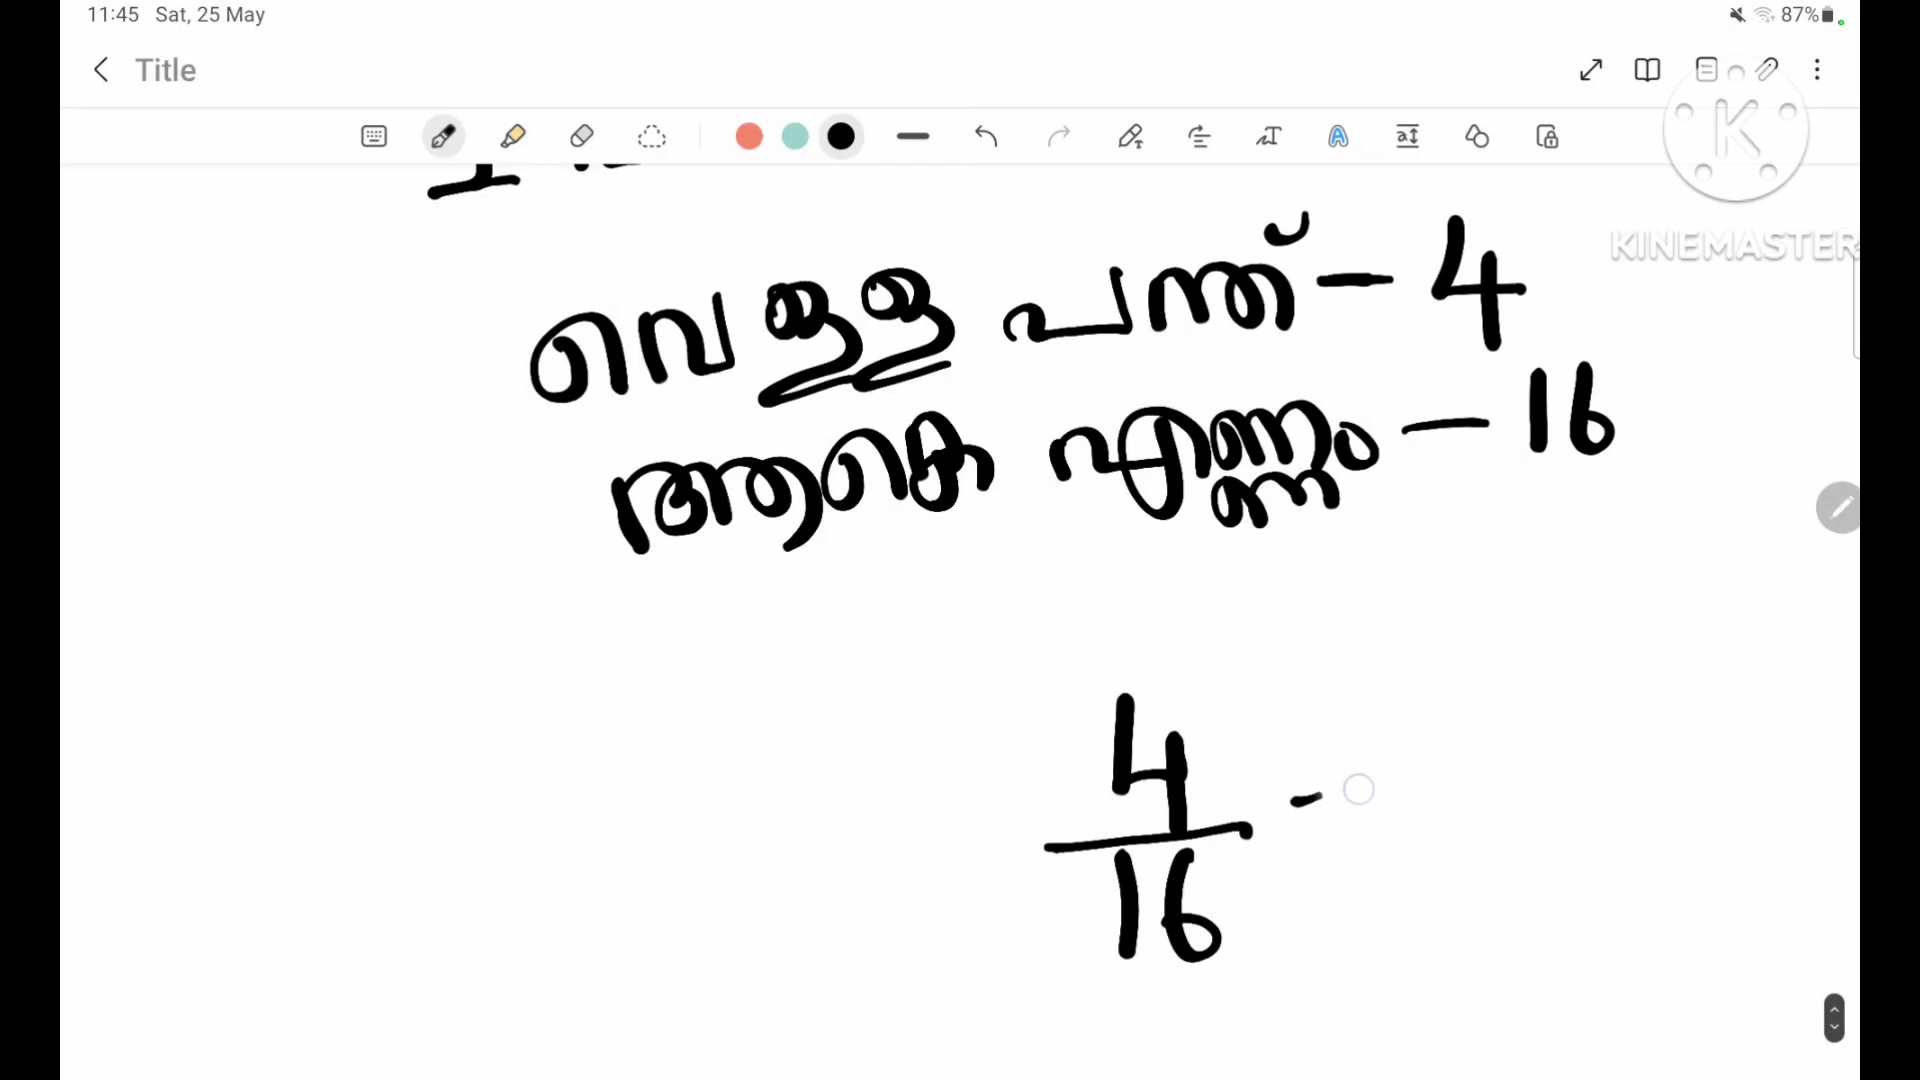 11:45 Sat, 25 May 87%
Title
KINEMASTER
വെള്ള പന്ത് - 4
ആകെ എണ്ണം - 16
4
16